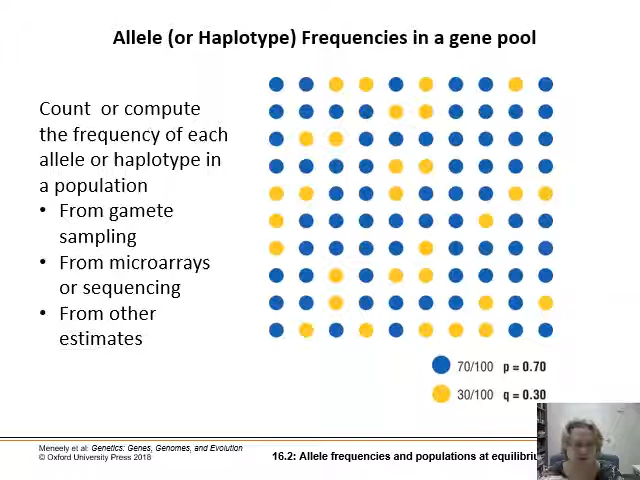 Allele (or Haplotype) Frequencies in a gene pool
Count or compute
the frequency of each
allele or haplotype in
a population
• From gamete
sampling
• From microarrays
or sequencing
• From other
estimates
70/100 p = 0.70
30/100 q = 0.30
Meneely et al: Genetics: Genes, Genomes, and Evolution
© Oxford University Press 2018
16.2: Allele frequencies and populations at